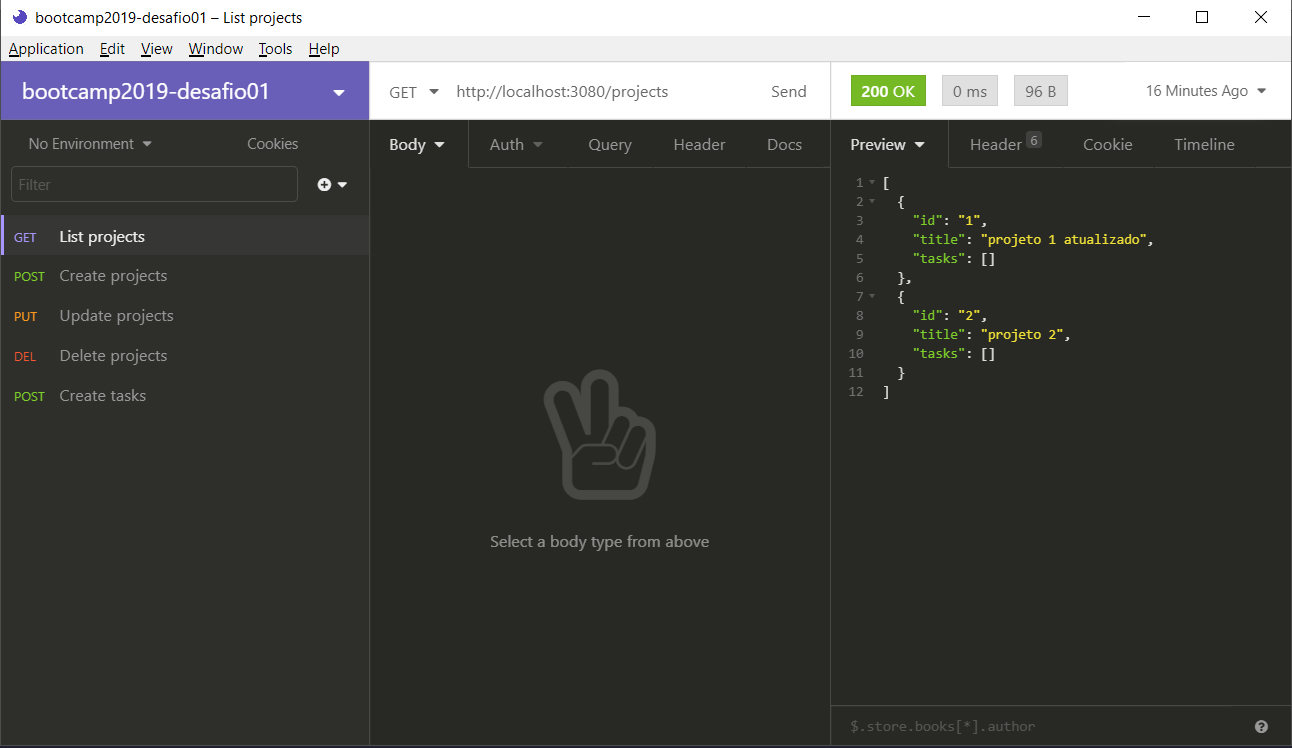 bootcamp2019-desafio01 – List projects
Application Edit View Window Tools Help
bootcamp2019-desafio01
GET http://localhost:3080/projects Send
200 OK 0 ms 96 B 16 Minutes Ago
No Environment Cookies
Body Auth Query Header Docs
Preview Header 6 Cookie Timeline
Filter
GET List projects
POST Create projects
PUT Update projects
DEL Delete projects
POST Create tasks
Select a body type from above
1 [
2 {
3 "id": "1",
4 "title": "projeto 1 atualizado",
5 "tasks": []
6 },
7 {
8 "id": "2",
9 "title": "projeto 2",
10 "tasks": []
11 }
12 ]
$.store.books[*].author